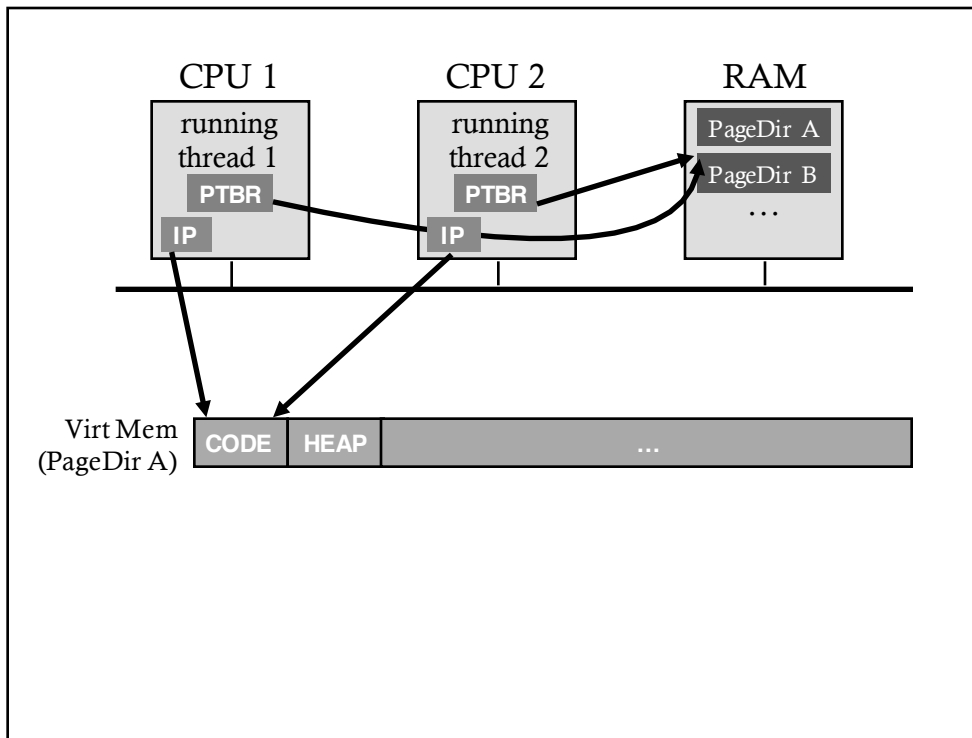 CPU 1
CPU 2
RAM
running
thread 1
PTBR
IP
running
thread 2
PTBR
IP
PageDir A
PageDir B
...
Virt Mem
(PageDir A)
CODE
HEAP
...